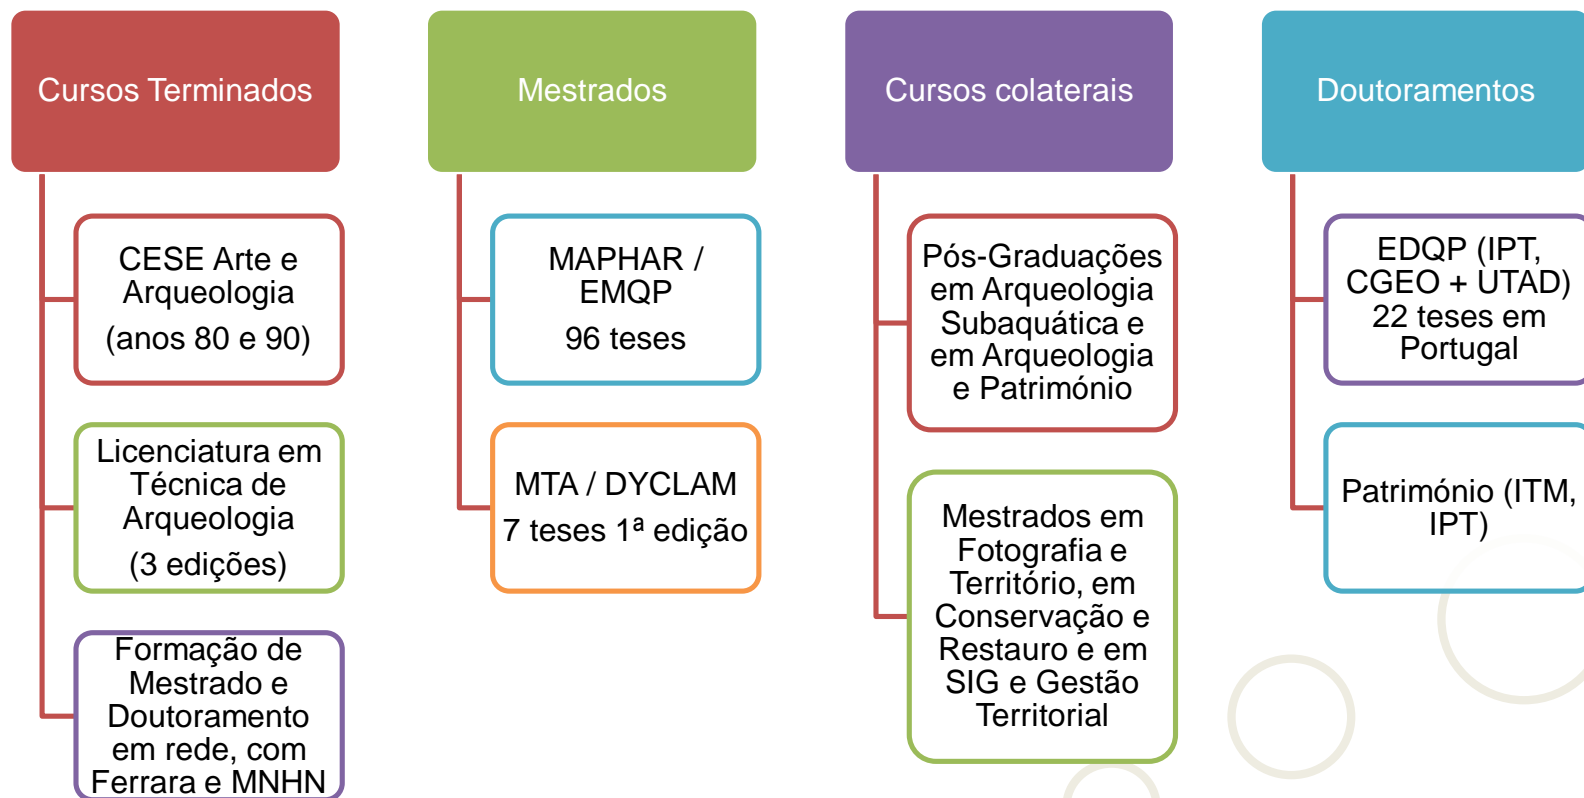 Cursos Terminados
CESE Arte e
Arqueologia
(anos 80 e 90)
Licenciatura em
Técnica de
Arqueologia
(3 edições)
Formação de
Mestrado e
Doutoramento
em rede, com
Ferrara e MNHN
Mestrados
MAPHAR /
EMQP
96 teses
MTA / DYCLAM
7 teses 1ª edição
Cursos colaterais
Pós-Graduações
em Arqueologia
Subaquática e
em Arqueologia
e Património
Mestrados em
Fotografia e
Território, em
Conservação e
Restauro e em
SIG e Gestão
Territorial
Doutoramentos
EDQP (IPT,
CGEO + UTAD)
22 teses em
Portugal
Património (ITM,
IPT)